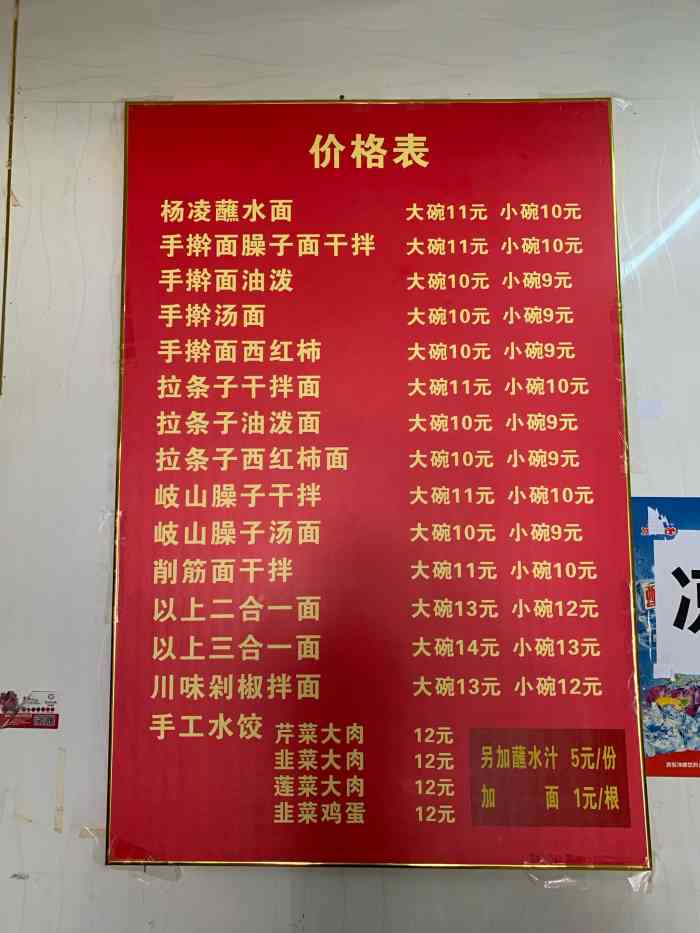 价格表
杨凌蘸水面 大碗11元 小碗10元
手擀面臊子面干拌 大碗11元 小碗10元
手擀面油泼 大碗10元 小碗9元
手擀汤面 大碗10元 小碗9元
手擀面西红柿 大碗10元 小碗9元
拉条子干拌面 大碗11元 小碗10元
拉条子油泼面 大碗10元 小碗9元
拉条子西红柿面 大碗10元 小碗9元
岐山臊子干拌 大碗11元 小碗10元
岐山臊子汤面 大碗10元 小碗9元
削筋面干拌 大碗11元 小碗10元
以上二合一面 大碗13元 小碗12元
以上三合一面 大碗14元 小碗13元
川味剁椒拌面 大碗13元 小碗12元
手工水饺 芹菜大肉 12元
韭菜大肉 12元
莲菜大肉 12元
韭菜鸡蛋 12元
另加蘸水汁 5元/份
加 面 1元/根